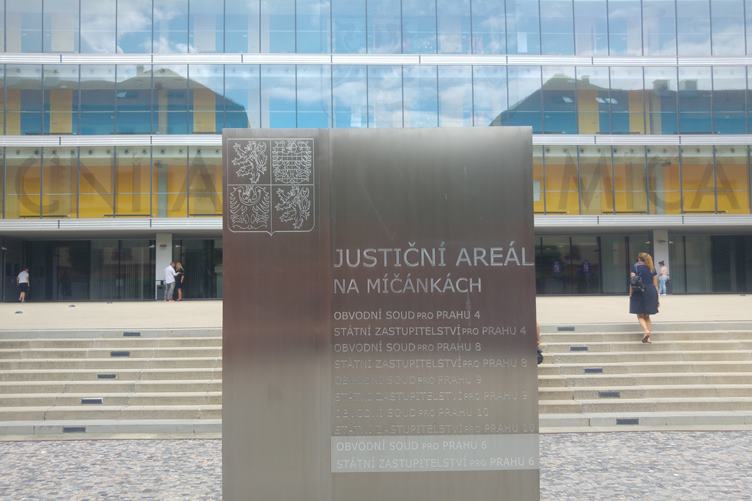 JUSTIČNÍ AREÁL
NA MÍČÁNKÁCH
OBVODNÍ SOUD PRO PRAHU 4
STÁTNÍ ZASTUPITELSTVÍ PRO PRAHU 4
OBVODNÍ SOUD PRO PRAHU 8
STÁTNÍ ZASTUPITELSTVÍ PRO PRAHU 8
OBVODNÍ SOUD PRO PRAHU 9
STÁTNÍ ZASTUPITELSTVÍ PRO PRAHU 9
OBVODNÍ SOUD PRO PRAHU 10
STÁTNÍ ZASTUPITELSTVÍ PRO PRAHU 10
OBVODNÍ SOUD PRO PRAHU 6
STÁTNÍ ZASTUPITELSTVÍ PRO PRAHU 6